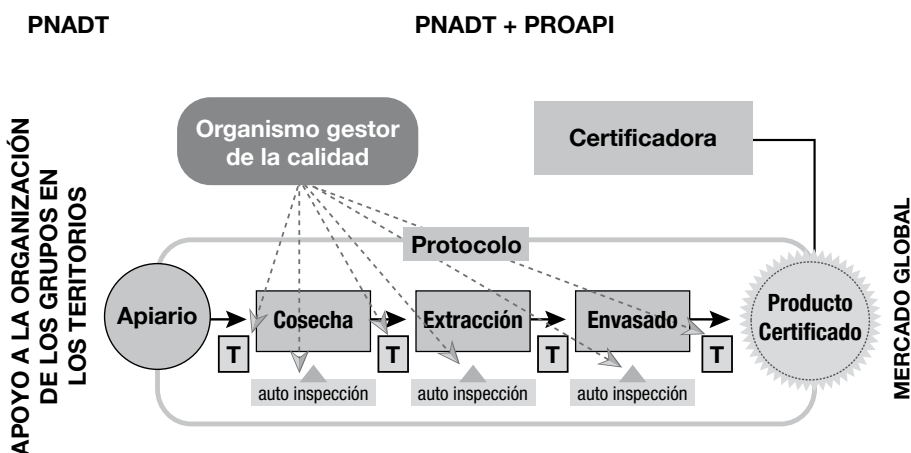 PNADT
PNADT + PROAPI
APOYO A LA ORGANIZACIÓN
DE LOS GRUPOS EN
LOS TERITORIOS
Organismo gestor
de la calidad
Certificadora
Protocolo
Apiario
T
Cosecha
T
Extracción
T
Envasado
T
Producto
Certificado
auto inspección
auto inspección
auto inspección
MERCADO GLOBAL